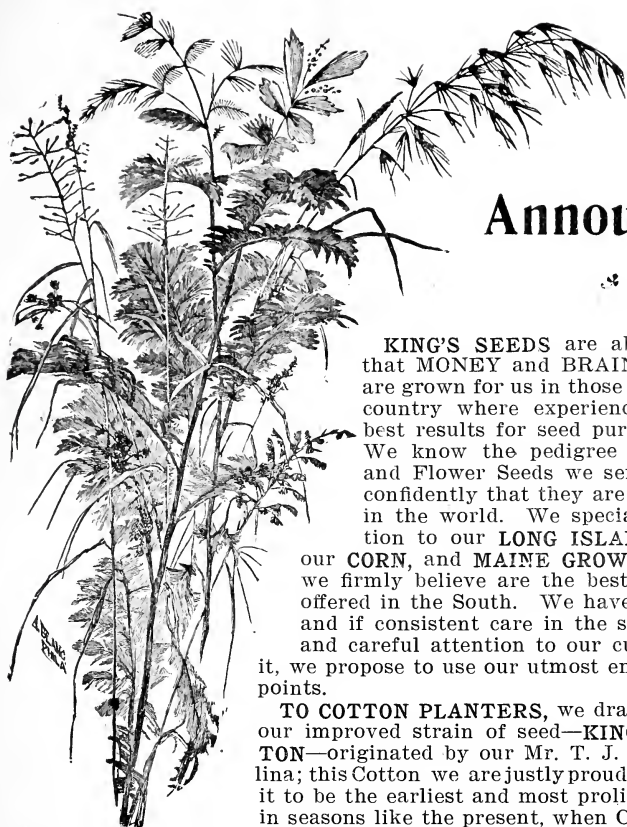 Annou
KING'S SEEDS are al
that MONEY and BRAIN
are grown for us in those
country where experienc
best results for seed pur
We know the pedigree
and Flower Seeds we se
confidently that they are
in the world. We specia
tion to our LONG ISLA
our CORN, and MAINE GROW
we firmly believe are the best
offered in the South. We have
and if consistent care in the s
and careful attention to our cu
it, we propose to use our utmost en
points.
TO COTTON PLANTERS, we dra
our improved strain of seed—KING
TON—originated by our Mr. T. J.
lina; this Cotton we are justly proud
it to be the earliest and most proli
in seasons like the present, when C
A. BLANC
PHILA